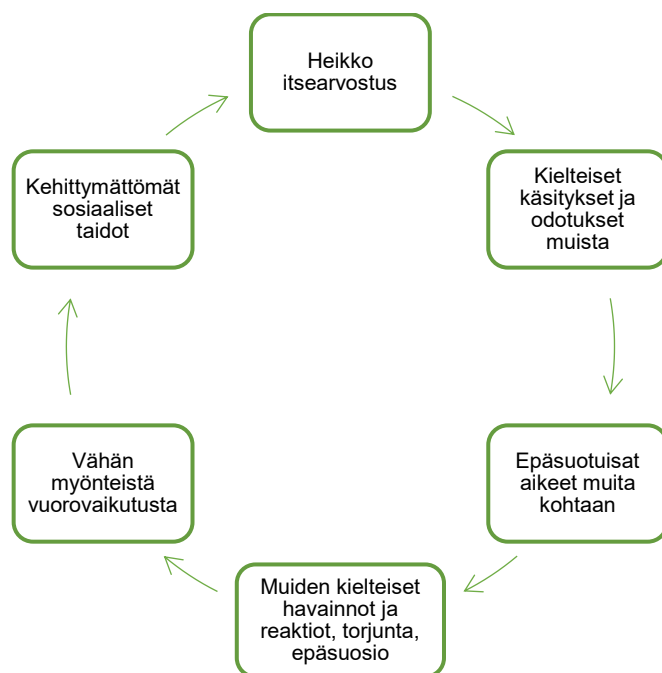 Heikko
itsearvostus
Kielteiset
käsitykset ja
odotukset
muista
Epäsuotuisat
aikeet muita
kohtaan
Muiden kielteiset
havainnot ja
reaktiot, torjunta,
epäsuosio
Vähän
myönteistä
vuorovaikutusta
Kehittymättömät
sosiaaliset
taidot